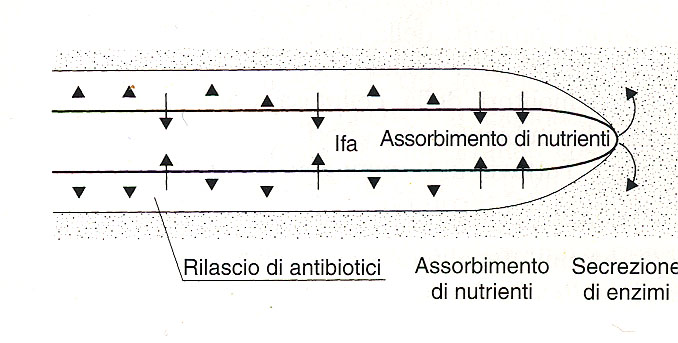 Ifa
Assorbimento di nutrienti
Rilascio di antibiotici
Assorbimento
di nutrienti
Secrezione
di enzimi